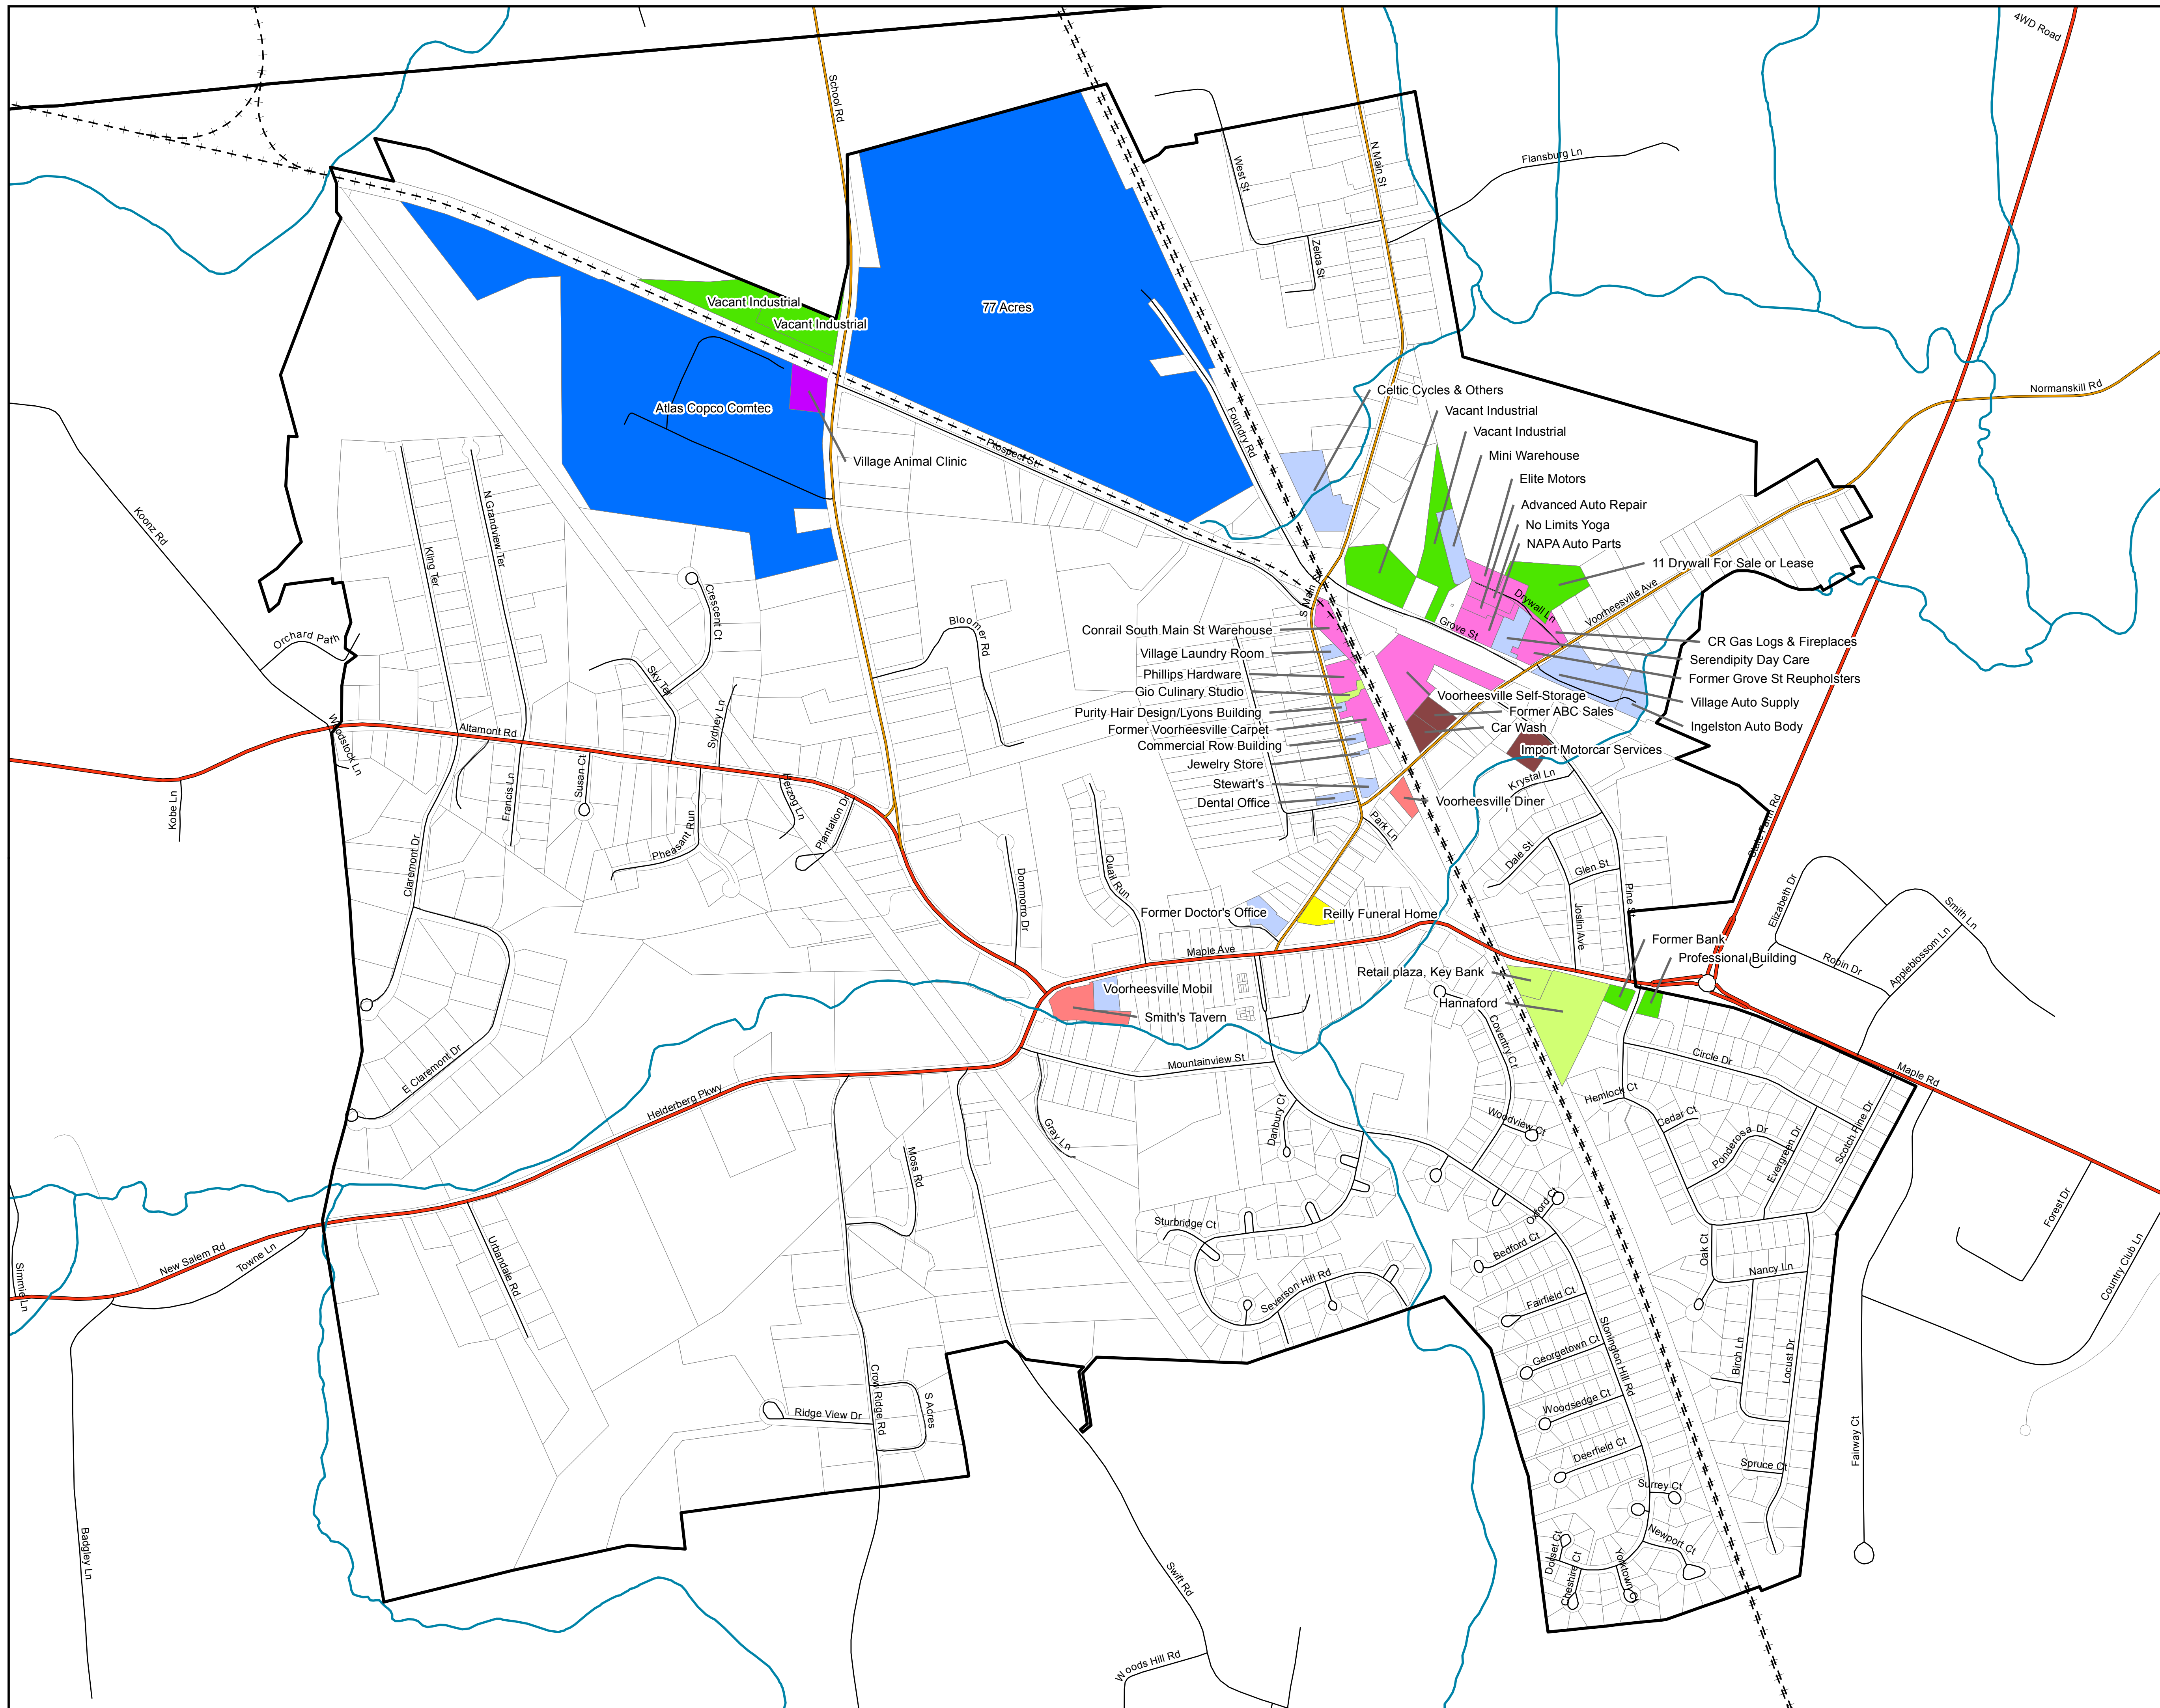 4WD Road
School Rd
N Main St
West St
Flansburg Ln
Zelda St
Vacant Industrial
Vacant Industrial
77 Acres
Normanskill Rd
Celtic Cycles & Others
Atlas Copco Comtec
Vacant Industrial
Foundry Rd
Vacant Industrial
Prospect St
Mini Warehouse
Village Animal Clinic
Elite Motors
Koonz Rd
N Grandview Ter
Advanced Auto Repair
No Limits Yoga
NAPA Auto Parts
Kling Ter
11 Drywall For Sale or Lease
Voorheesville Ave
Drywall Ln
Crescent Ct
S Main St
Bloomer Rd
Conrail South Main St Warehouse
Grove St
Orchard Path
CR Gas Logs & Fireplaces
Village Laundry Room
Serendipity Day Care
Phillips Hardware
Former Grove St Reupholsters
Sky Ter
Gio Culinary Studio
Voorheesville Self-Storage
Village Auto Supply
Purity Hair Design/Lyons Building
Former ABC Sales
Former Voorheesville Carpet
Car Wash
Ingelston Auto Body
Woodstock Ln
Altamont Rd
Sydney Ln
Commercial Row Building
Import Motorcar Services
Jewelry Store
Susan Ct
Francis Ln
Herzog Ln
Stewart's
Krystal Ln
Kobe Ln
Plantation Dr
Dental Office
Voorheesville Diner
Park Ln
State Farm Rd
Pheasant Run
Claremont Dr
Quail Run
Dommorro Dr
Dale St
Glen St
Pine St
Joslin Ave
Elizabeth Dr
Smith Ln
Former Doctor's Office
Reilly Funeral Home
Maple Ave
Former Bank
Professional Building
Robin Dr
Appleblossom Ln
Retail plaza, Key Bank
Voorheesville Mobil
Hannaford
Smith's Tavern
Coventry Ct
E Claremont Dr
Mountainview St
Circle Dr
Maple Rd
Helderberg Pkwy
Hemlock Ct
Gray Ln
Danbury Ct
Woodview Ct
Cedar Ct
Ponderosa Dr
Evergreen Dr
Scotch Pine Dr
Moss Rd
Forest Dr
Oxford Ct
Sturbridge Ct
Bedford Ct
Oak Ct
New Salem Rd
Towne Ln
Urbandale Rd
Severson Hill Rd
Nancy Ln
Country Club Ln
Simmie Ln
Fairfield Ct
Stonington Hill Rd
Georgetown Ct
Birch Ln
Locust Dr
Crow Ridge Rd
S Acres
Woodsedge Ct
Ridge View Dr
Fairway Ct
Deerfield Ct
Spruce Ct
Surrey Ct
Newport Ct
Badgley Ln
Dorset Ct
Cheshire Ct
Yorktown Ct
Swift Rd
Woods Hill Rd